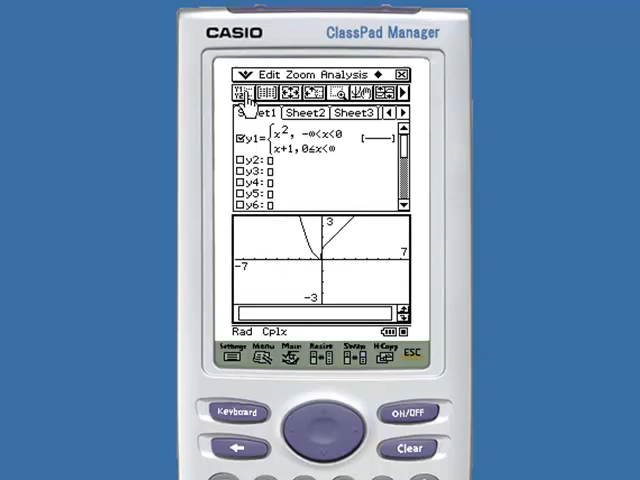 CASIO ClassPad Manager
Edit Zoom Analysis
Sheet1 Sheet2 Sheet3
y1={x², -∞<x<0
x+1,0≤x<∞
y2:
y3:
y4:
y5:
y6:
3
7
-7
-3
Rad Cplx
Settings Menu Main Resize Swap H-Copy ESC
Keyboard ON/OFF
Clear